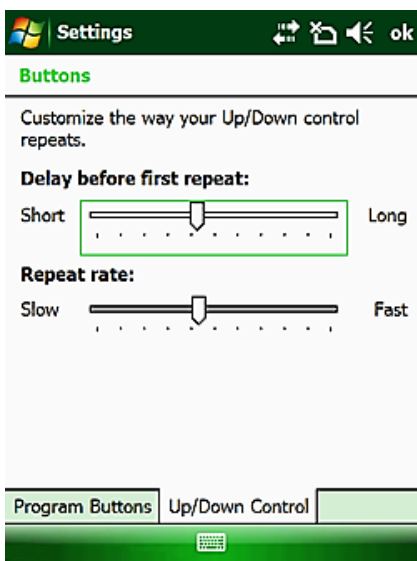 Settings ok
Buttons
Customize the way your Up/Down control
repeats.
Delay before first repeat:
Short Long
Repeat rate:
Slow Fast
Program Buttons Up/Down Control